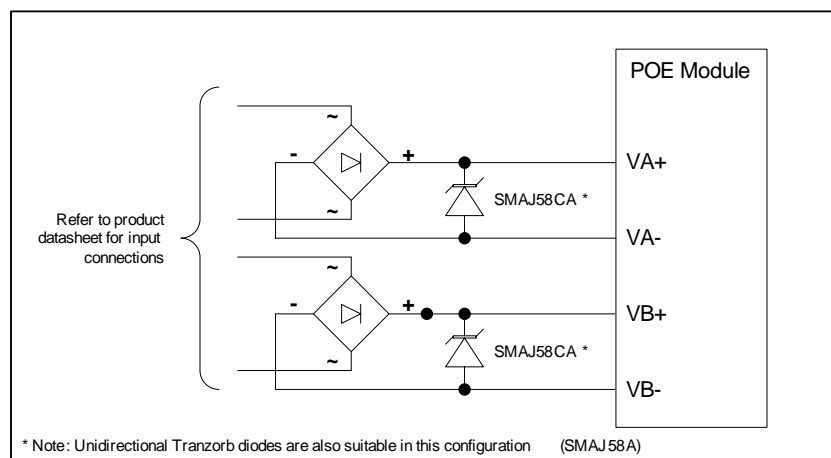 POE Module
~
- +
VA+
SMAJ58CA *
~
VA-
Refer to product
datasheet for input
connections
~
- +
VB+
SMAJ58CA *
~
VB-
* Note: Unidirectional Tranzorb diodes are also suitable in this configuration (SMAJ58A)